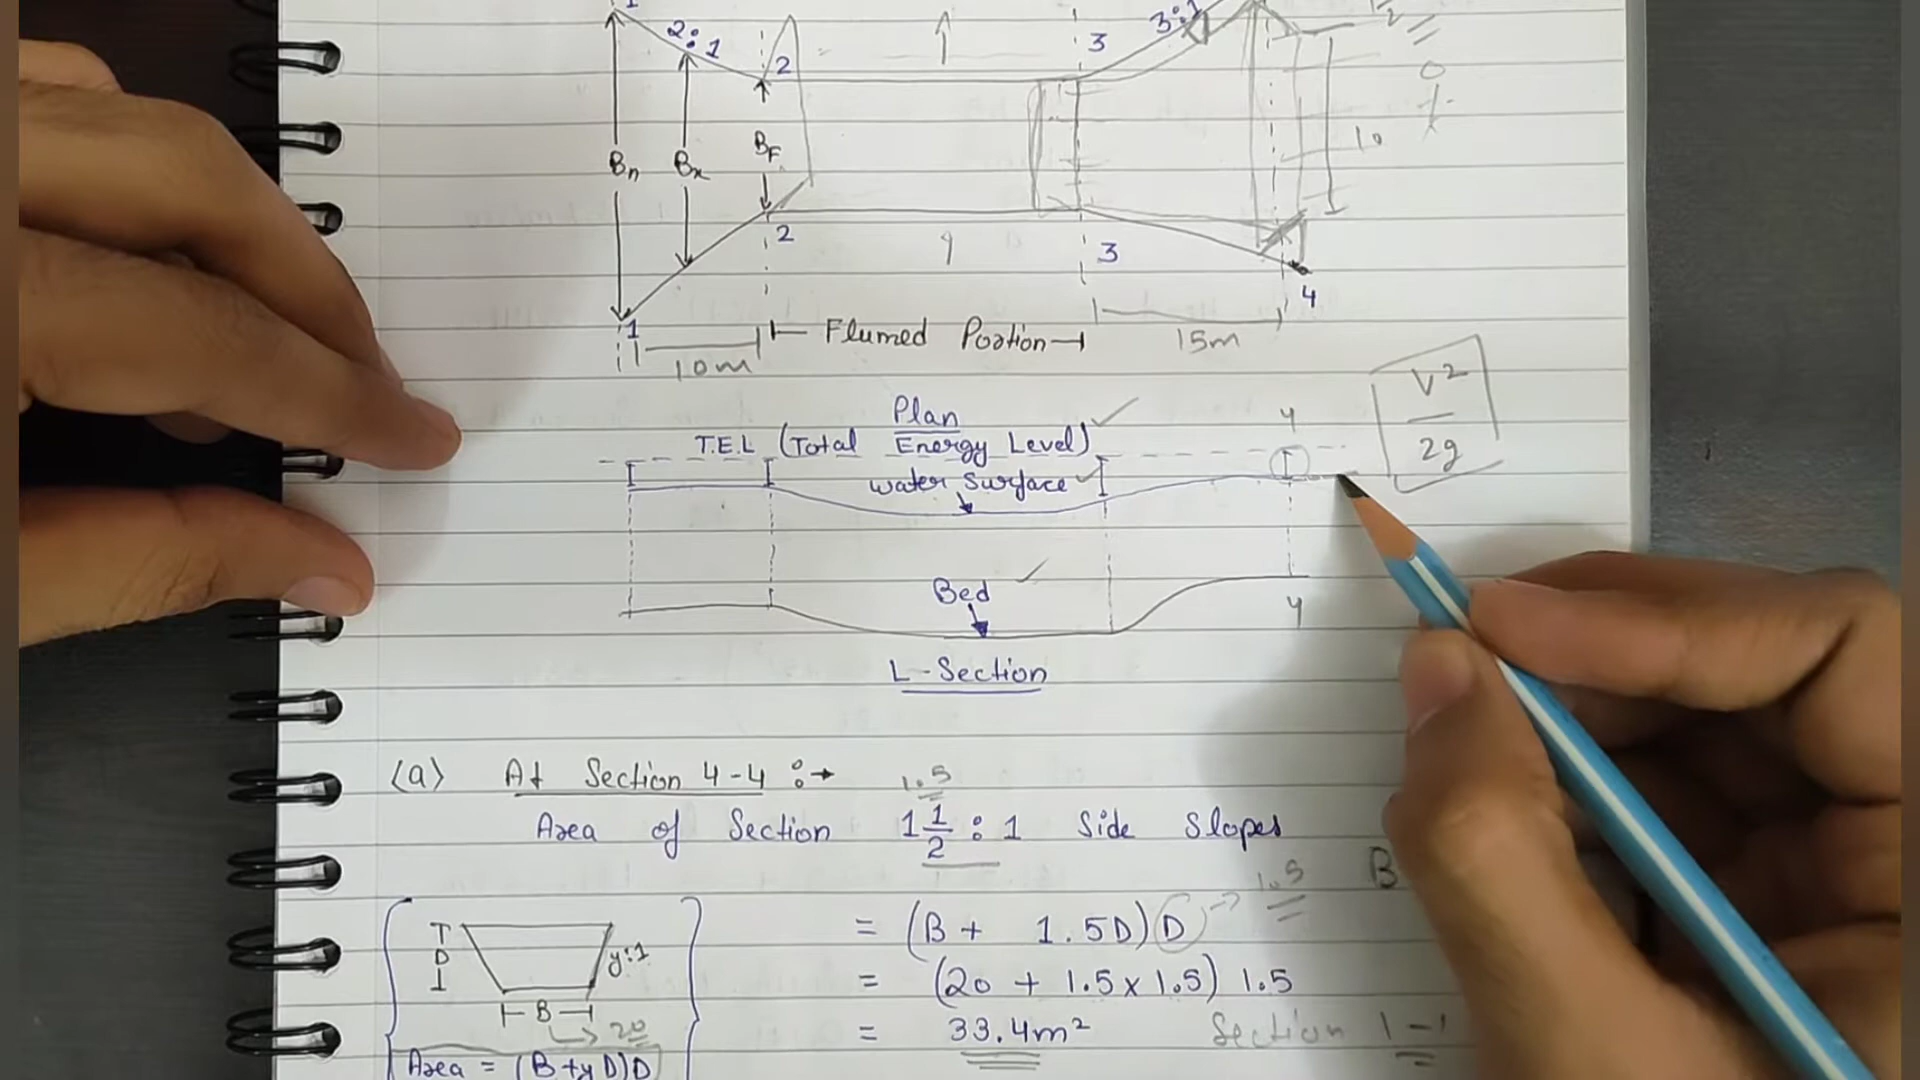 1
2:1
2
3
3:1
10
Bn
Bx
BF
2
3
4
1
10m
Flumed Portion
15m
Plan
T.E.L (Total Energy Level)
4
V²
2g
water surface
Bed
4
L-Section
(a) At Section 4-4 :→
1.5
Area of Section 1 1/2 : 1 Side Slopes
1.5
B
= (B + 1.5D)D
T
D
I
y:1
= (20 + 1.5 x 1.5) 1.5
B
20
= 33.4m²
Section 1-1
Area = (B+yD)D